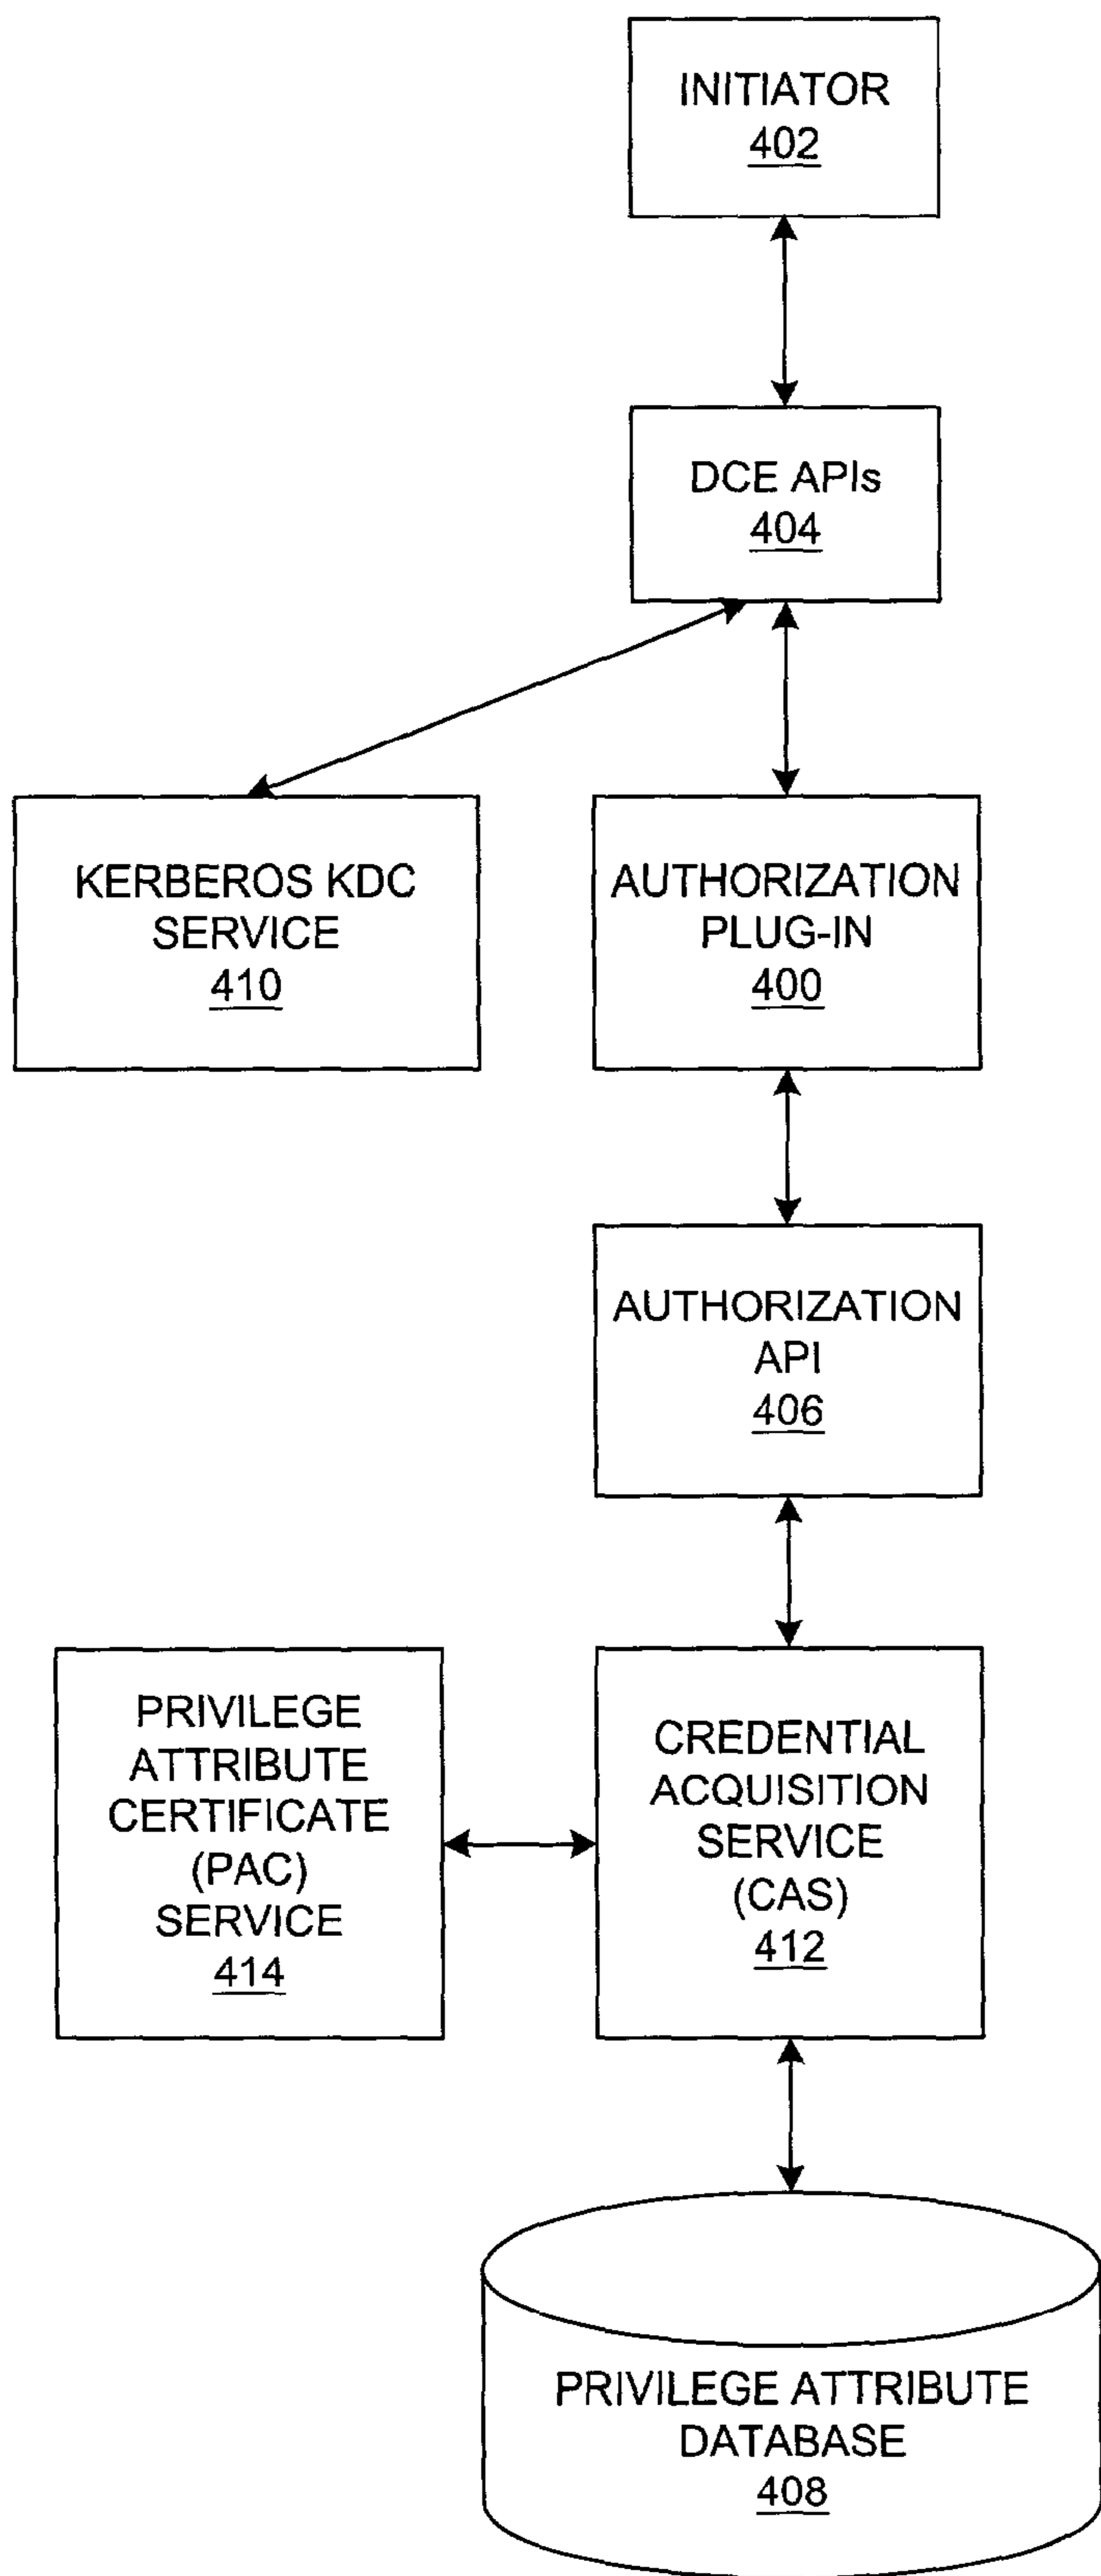 INITIATOR
402
DCE APIs
404
KERBEROS KDC
SERVICE
410
AUTHORIZATION
PLUG-IN
400
AUTHORIZATION
API
406
PRIVILEGE
ATTRIBUTE
CERTIFICATE
(PAC)
SERVICE
414
CREDENTIAL
ACQUISITION
SERVICE
(CAS)
412
PRIVILEGE ATTRIBUTE
DATABASE
408